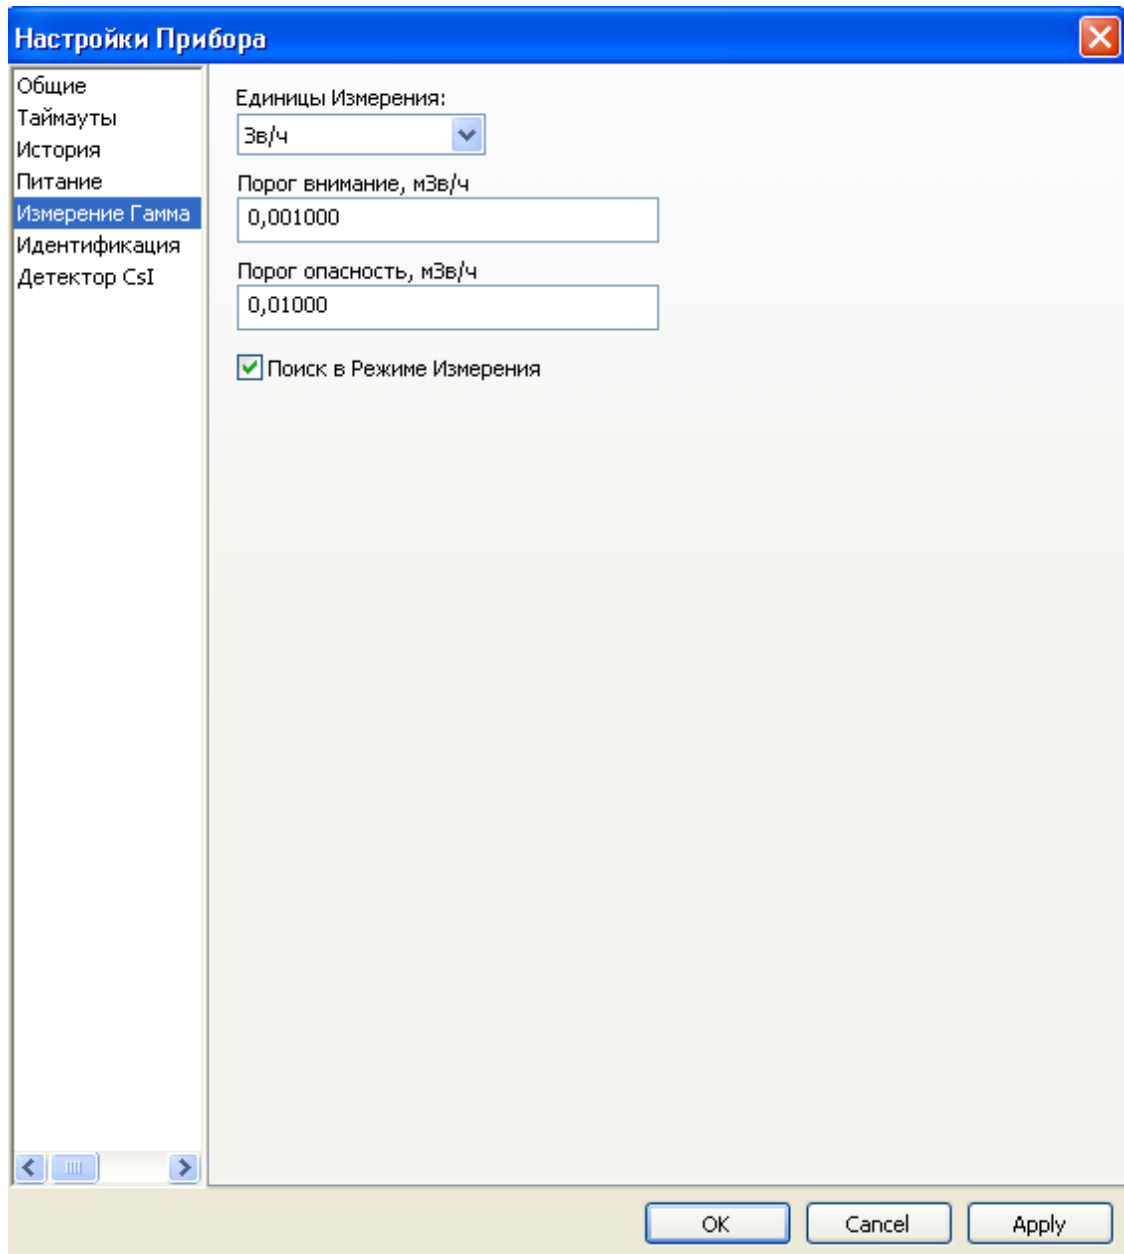 Настройки Прибора
Общие
Таймауты
История
Питание
Измерение Гамма
Идентификация
Детектор CsI
Единицы Измерения:
Зв/ч
Порог внимание, мЗв/ч
0,001000
Порог опасность, мЗв/ч
0,01000
Поиск в Режиме Измерения
OK
Cancel
Apply